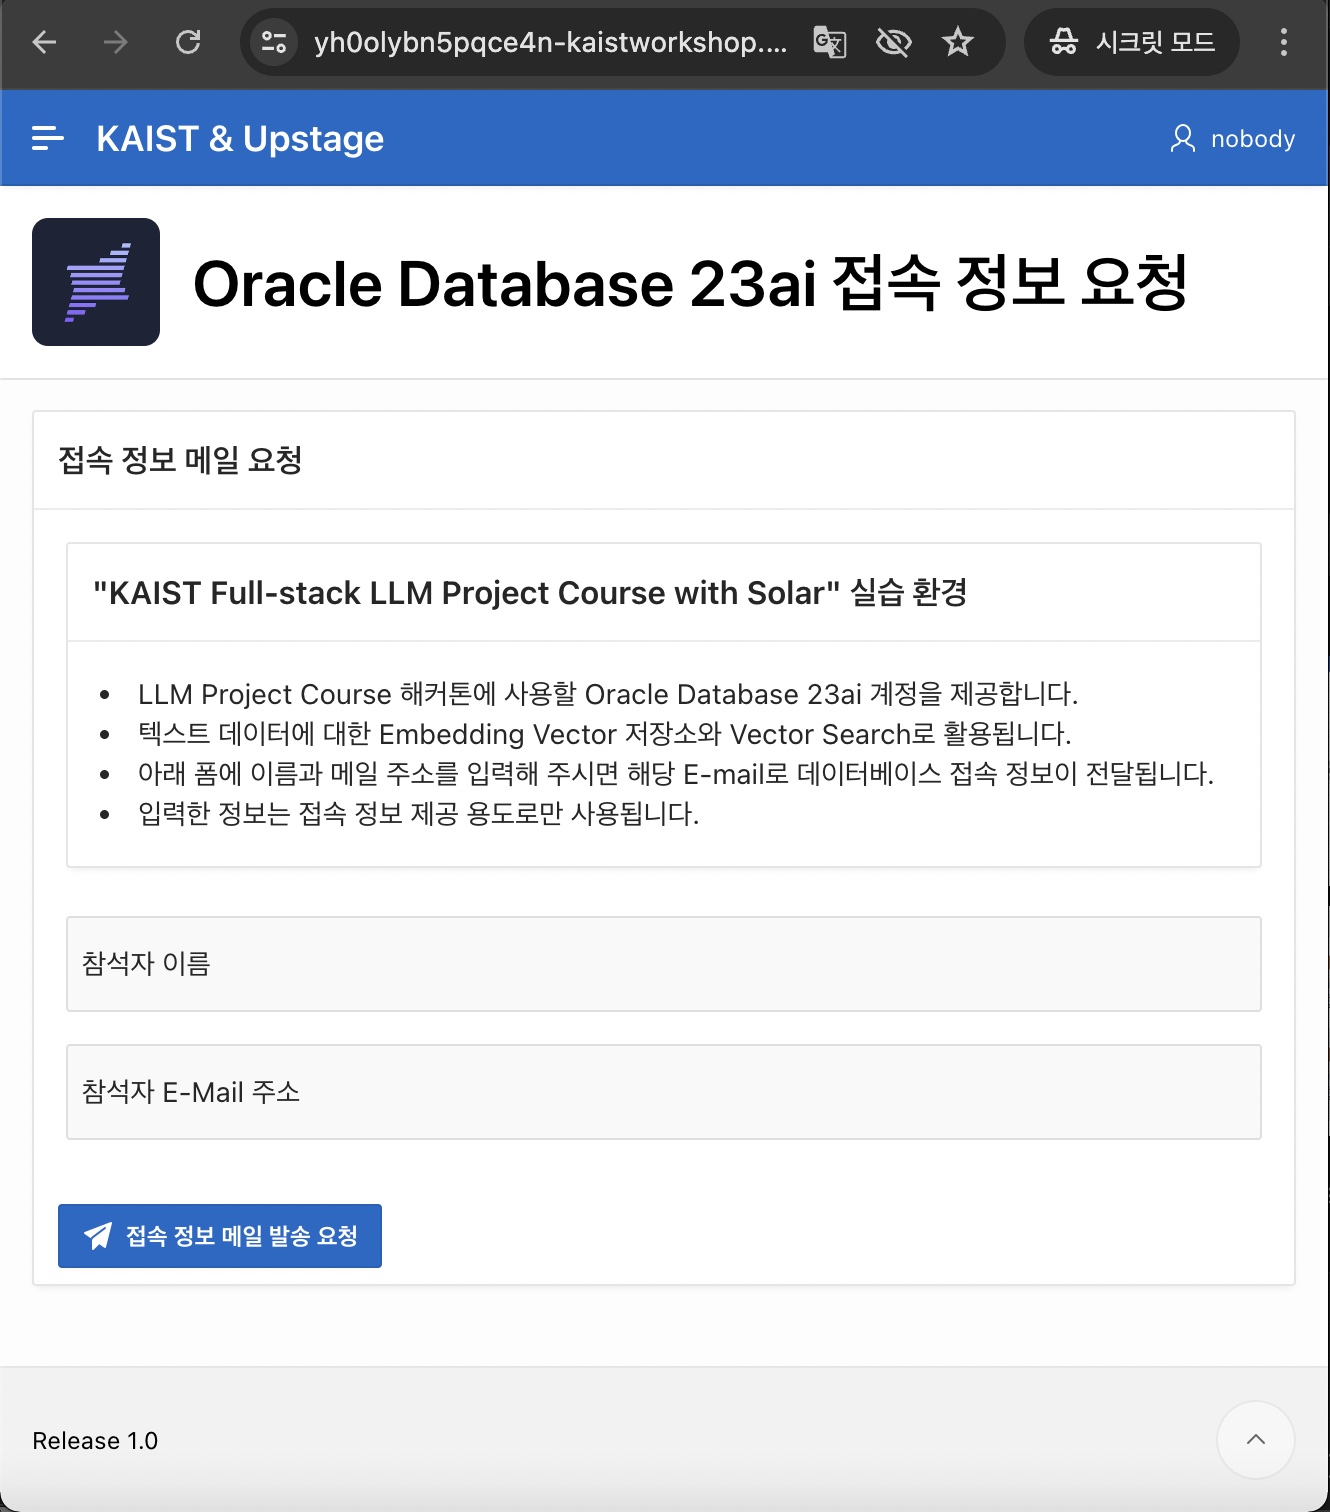 yh0olybn5pqce4n-kaistworkshop....
시크릿 모드
KAIST & Upstage
nobody
Oracle Database 23ai 접속 정보 요청
접속 정보 메일 요청
"KAIST Full-stack LLM Project Course with Solar" 실습 환경
• LLM Project Course 해커톤에 사용할 Oracle Database 23ai 계정을 제공합니다.
• 텍스트 데이터에 대한 Embedding Vector 저장소와 Vector Search로 활용됩니다.
• 아래 폼에 이름과 메일 주소를 입력해 주시면 해당 E-mail로 데이터베이스 접속 정보이 전달됩니다.
• 입력한 정보는 접속 정보 제공 용도로만 사용됩니다.
참석자 이름
참석자 E-Mail 주소
접속 정보 메일 발송 요청
Release 1.0